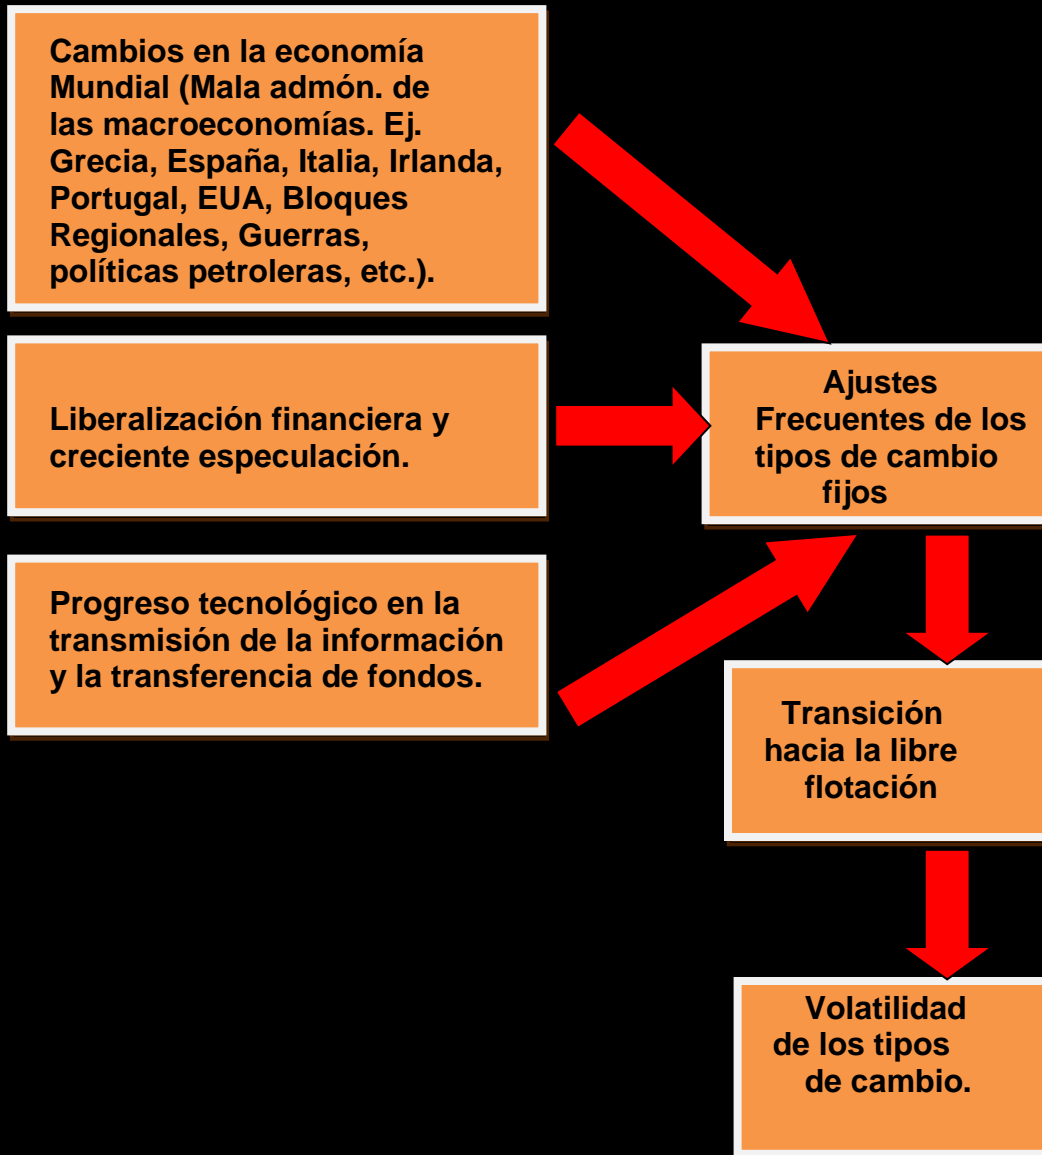 Cambios en la economía
Mundial (Mala admón. de
las macroeconomías. Ej.
Grecia, España, Italia, Irlanda,
Portugal, EUA, Bloques
Regionales, Guerras,
políticas petroleras, etc.).
Liberalización financiera y
creciente especulación.
Progreso tecnológico en la
transmisión de la información
y la transferencia de fondos.
Ajustes
Frecuentes de los
tipos de cambio
fijos
Transición
hacia la libre
flotación
Volatilidad
de los tipos
de cambio.